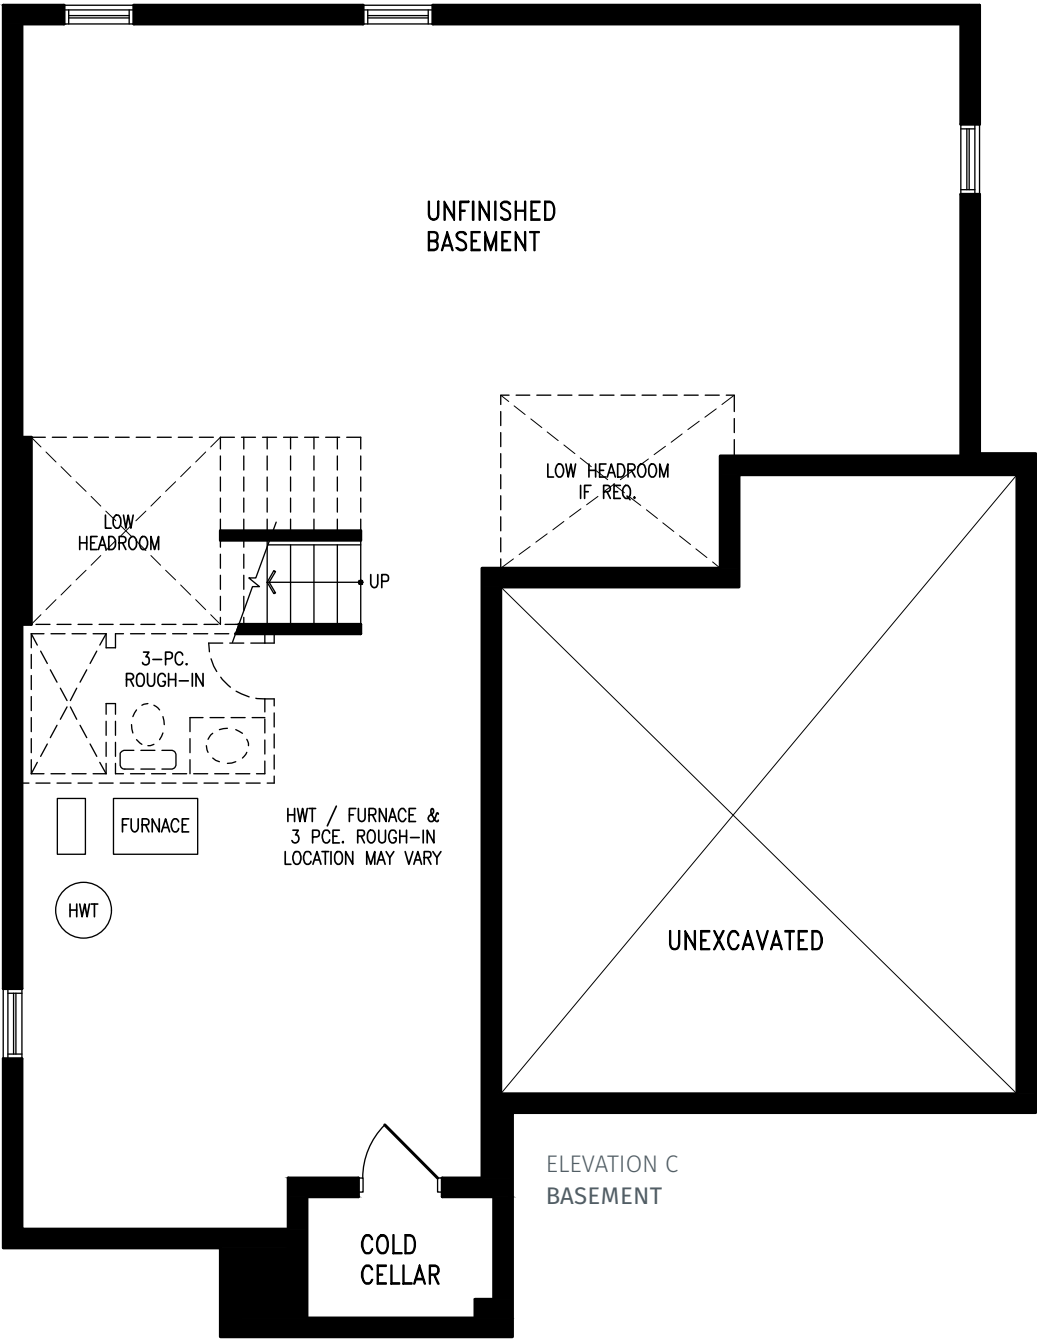 UNFINISHED
BASEMENT
LOW HEADROOM
IF REQ.
LOW
HEADROOM
UP
3-PC.
ROUGH-IN
FURNACE
HWT / FURNACE &
3 PCE. ROUGH-IN
LOCATION MAY VARY
HWT
UNEXCAVATED
ELEVATION C
BASEMENT
COLD
CELLAR